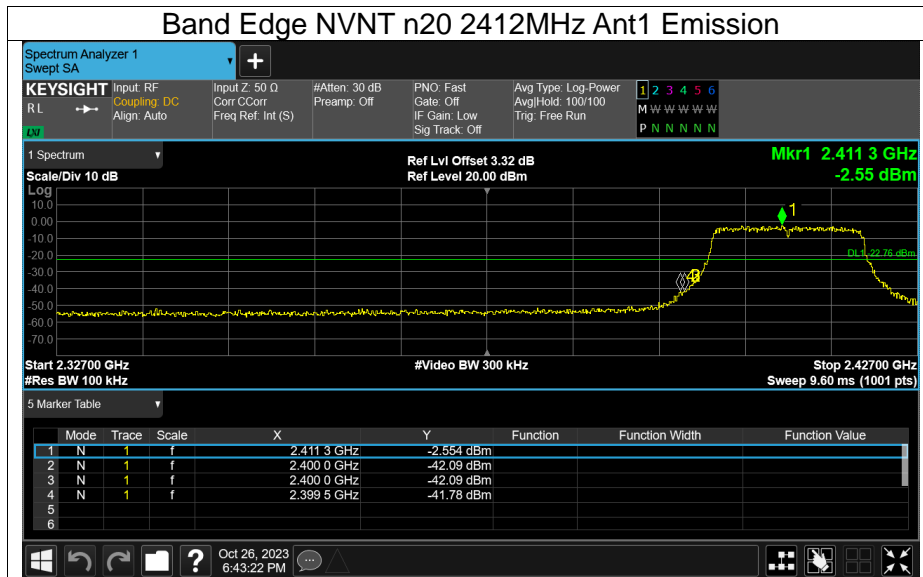 Band Edge NVNT n20 2412MHz Ant1 Emission
Spectrum Analyzer 1
Swept SA
+
KEYSIGHT Input: RF Input Z: 50 Ω #Atten: 30 dB PNO: Fast Avg Type: Log-Power 1 2 3 4 5 6
RL Coupling: DC Corr CCorr Preamp: Off Gate: Off Avg|Hold: 100/100 M W W W W W
Align: Auto Freq Ref: Int (S) IF Gain: Low Trig: Free Run
LXI Sig Track: Off P N N N N N
1 Spectrum Ref Lvl Offset 3.32 dB Mkr1 2.411 3 GHz
Scale/Div 10 dB Ref Level 20.00 dBm -2.55 dBm
Log
10.0
0.00
-10.0
-20.0
-30.0
-40.0
-50.0
-60.0
-70.0
1
DL1 -22.76 dBm
Start 2.32700 GHz #Video BW 300 kHz Stop 2.42700 GHz
#Res BW 100 kHz Sweep 9.60 ms (1001 pts)
5 Marker Table
Mode Trace Scale X Y Function Function Width Function Value
1 N 1 f 2.411 3 GHz -2.554 dBm
2 N 1 f 2.400 0 GHz -42.09 dBm
3 N 1 f 2.400 0 GHz -42.09 dBm
4 N 1 f 2.399 5 GHz -41.78 dBm
5
6
? Oct 26, 2023
6:43:22 PM